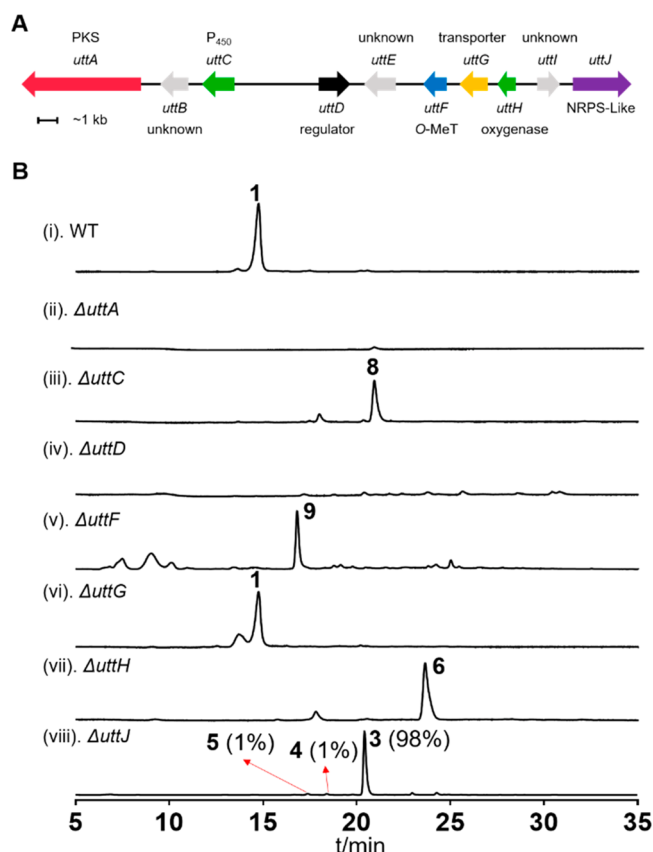 A
PKS P₄₅₀ unknown transporter unknown
uttA uttC uttE uttG uttI uttJ
uttB uttD uttF uttH NRPS-Like
~1 kb unknown regulator O-MeT oxygenase
B
(i). WT 1
(ii). ΔuttA
(iii). ΔuttC 8
(iv). ΔuttD
(v). ΔuttF 9
(vi). ΔuttG 1
(vii). ΔuttH 6
(viii). ΔuttJ 5 (1%) 4 (1%) 3 (98%)
5 10 15 20 25 30 35
t/min